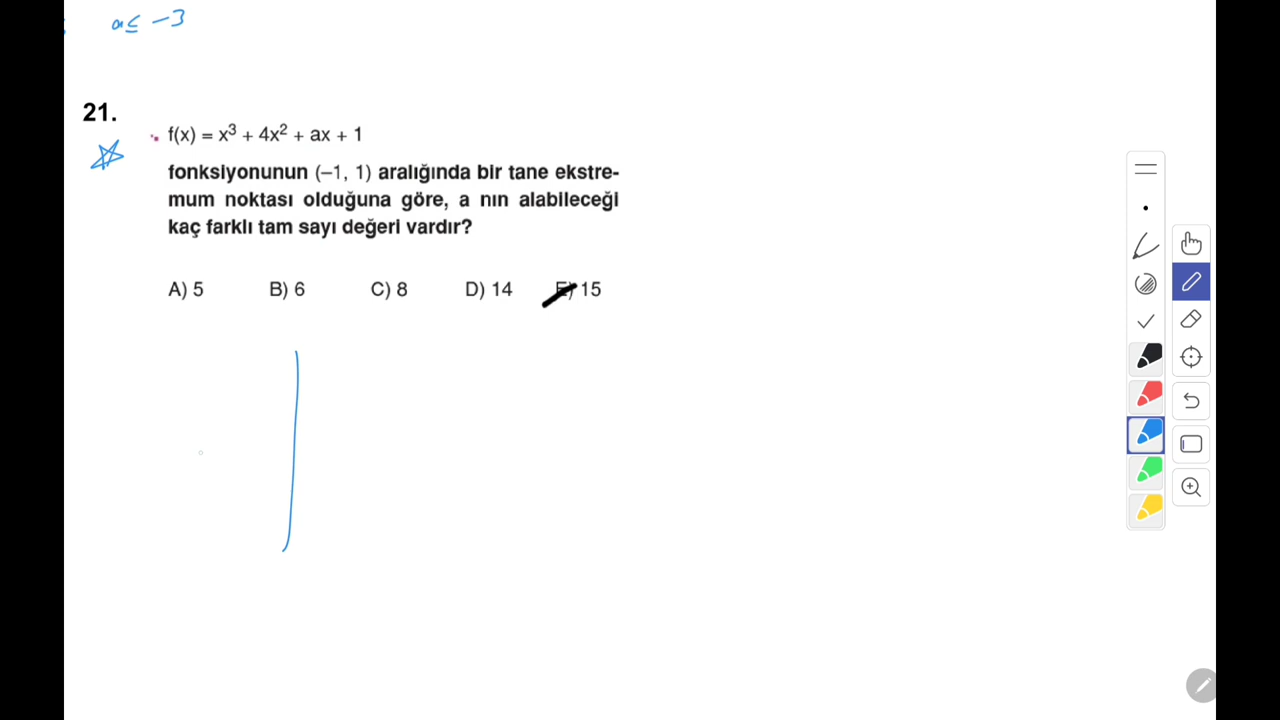 a ≤ -3
21.
f(x) = x³ + 4x² + ax + 1
fonksiyonunun (–1, 1) aralığında bir tane ekstre-
mum noktası olduğuna göre, a nın alabileceği
kaç farklı tam sayı değeri vardır?
A) 5 B) 6 C) 8 D) 14 E) 15